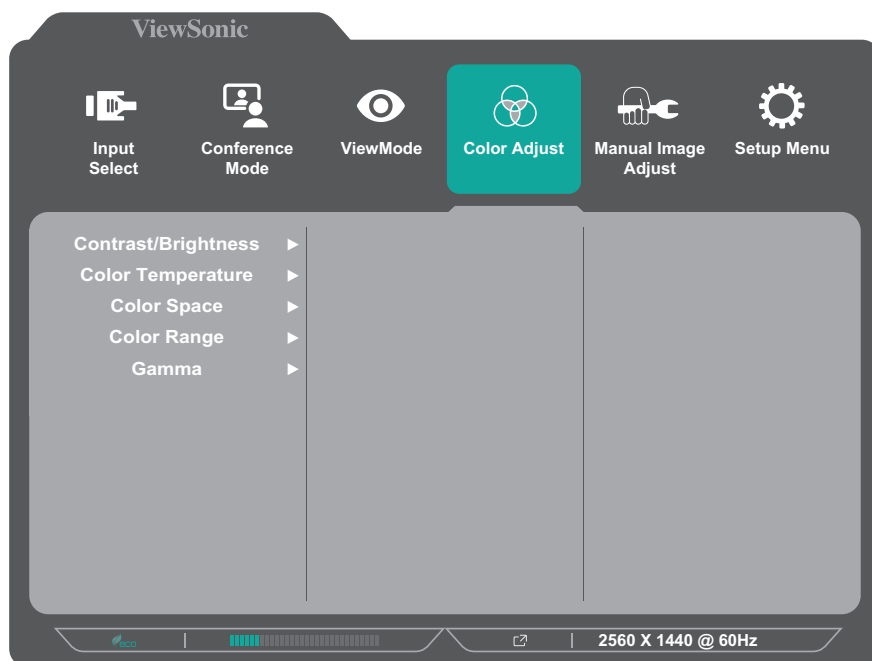 ViewSonic
Input
Select
Conference
Mode
ViewMode
Color Adjust
Manual Image
Adjust
Setup Menu
Contrast/Brightness
Color Temperature
Color Space
Color Range
Gamma
eco
2560 X 1440 @ 60Hz